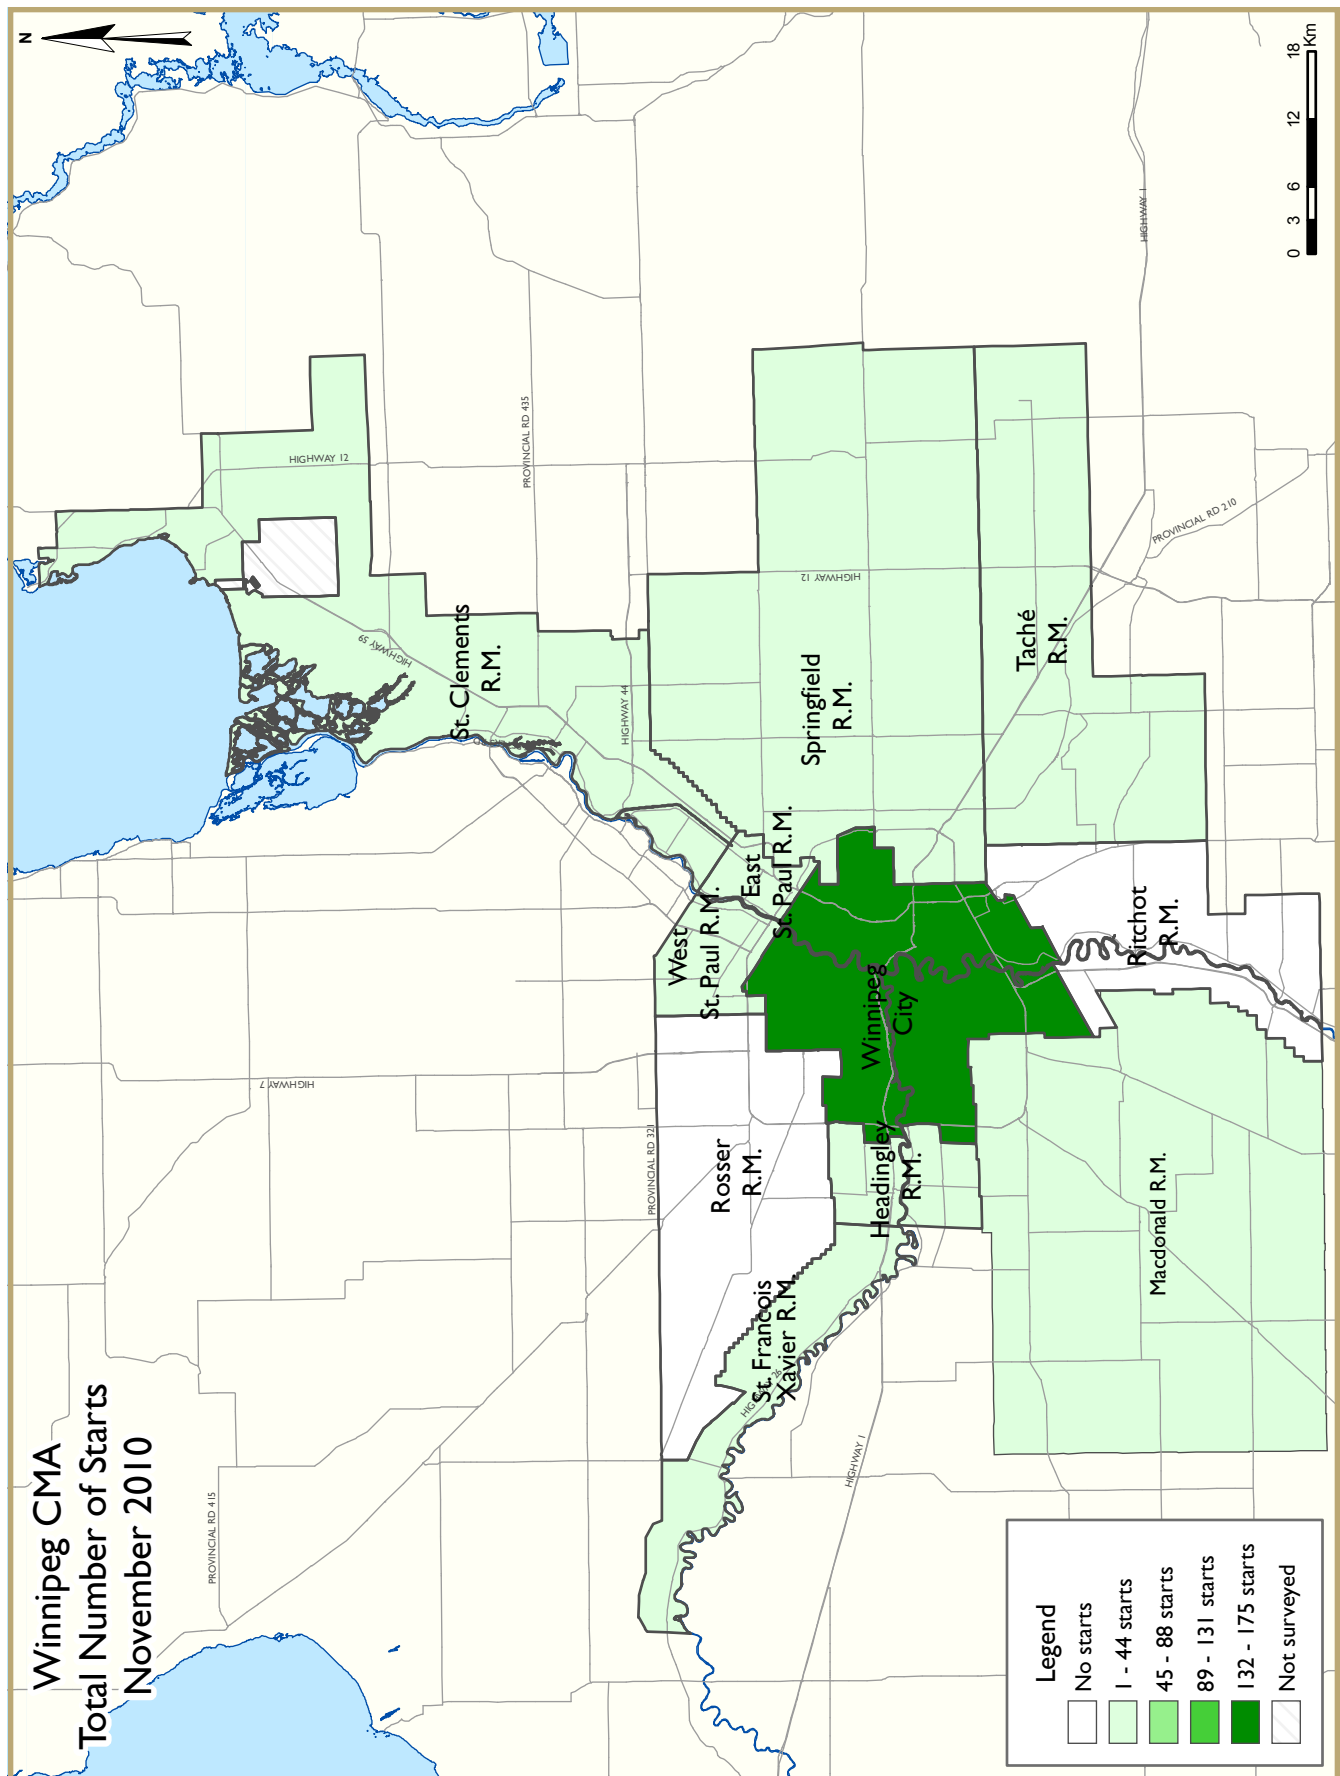 Winnipeg CMA
Total Number of Starts
November 2010
N
PROVINCIAL RD 415
HIGHWAY 7
PROVINCIAL RD 321
HIGHWAY 59
HIGHWAY 12
PROVINCIAL RD 435
HIGHWAY 44
St. Clements
R.M.
West
St. Paul R.M.
East
St. Paul R.M.
Rosser
R.M.
St. Francois
Xavier R.M.
HIGHWAY 26
HIGHWAY 1
Headingley
R.M.
Winnipeg
City
Springfield
R.M.
HIGHWAY 12
Taché
R.M.
HIGHWAY 1
PROVINCIAL RD 210
Ritchot
R.M.
Macdonald R.M.
Legend
No starts
1 - 44 starts
45 - 88 starts
89 - 131 starts
132 - 175 starts
Not surveyed
0 3 6 12 18
Km